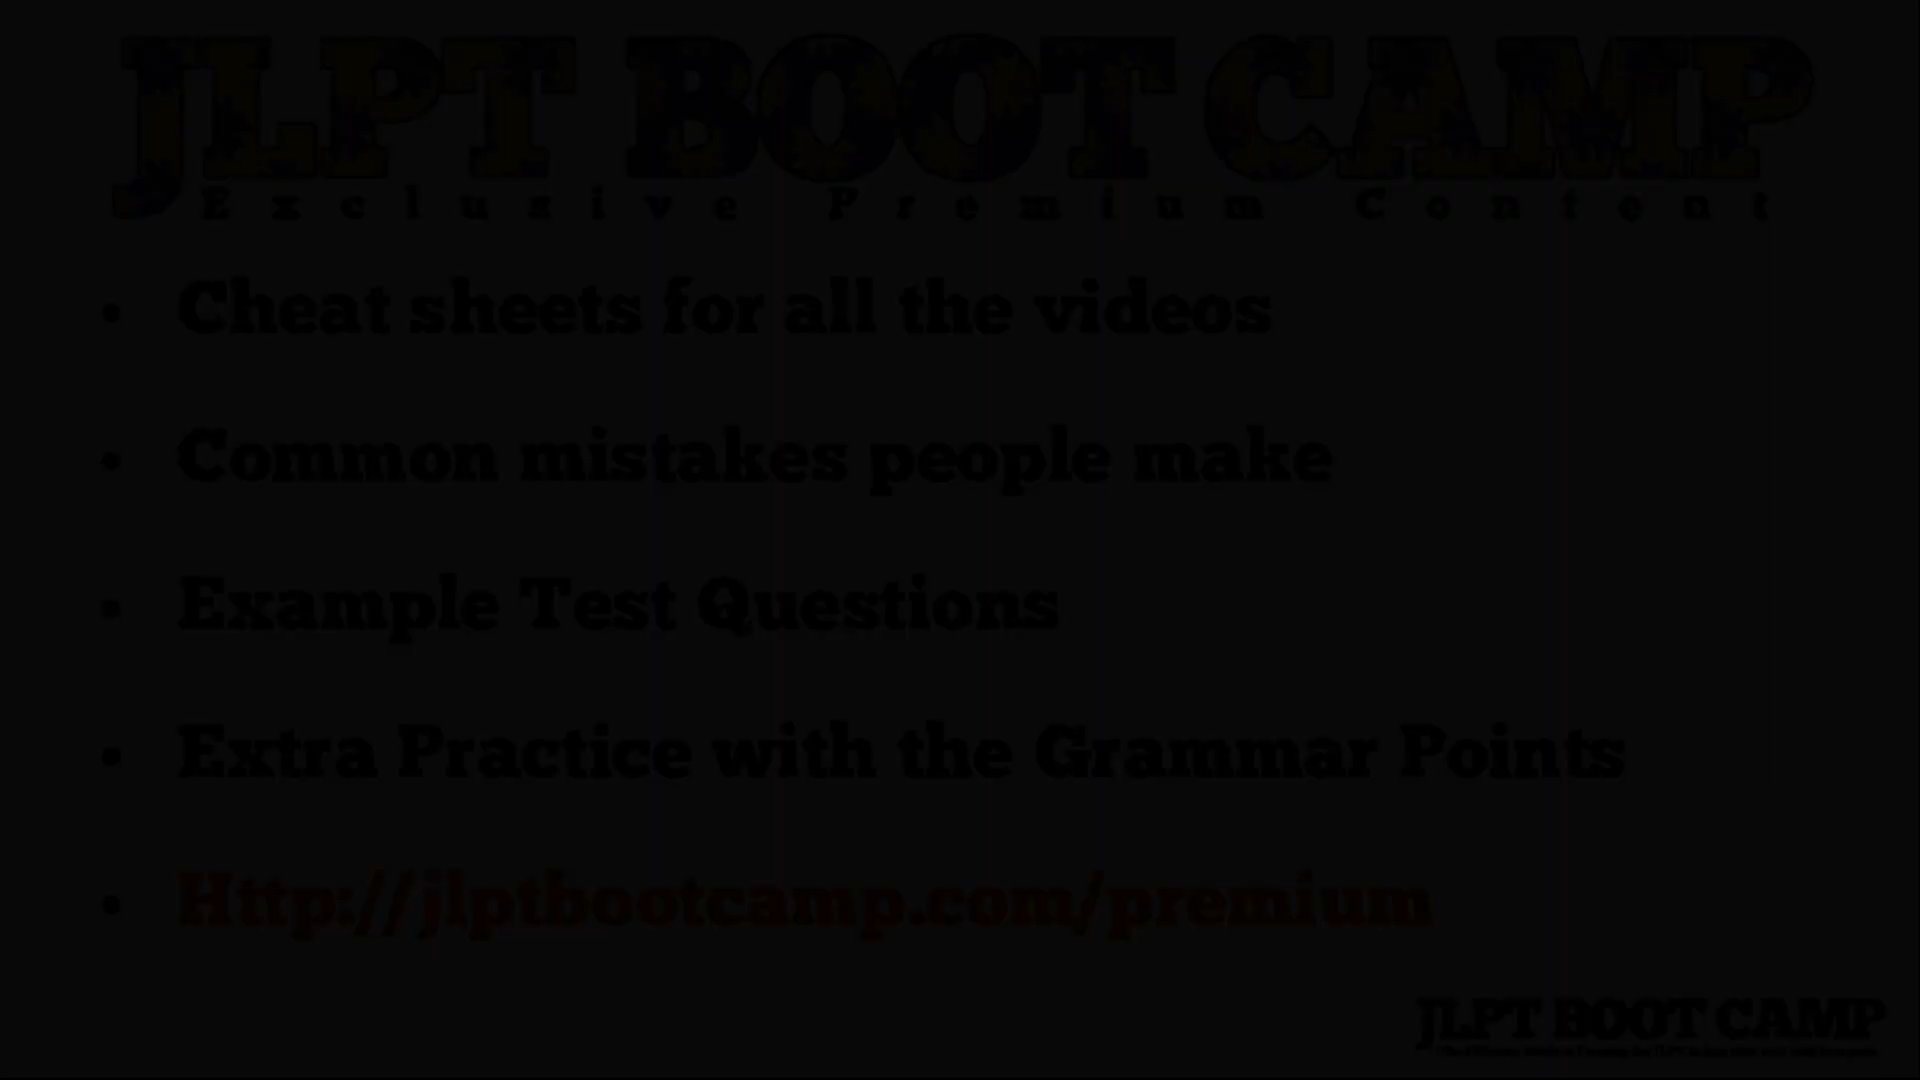 JLPT BOOT CAMP
Exclusive Premium Content
• Cheat sheets for all the videos
• Common mistakes people make
• Example Test Questions
• Extra Practice with the Grammar Points
• Http://jlptbootcamp.com/premium
JLPT BOOT CAMP